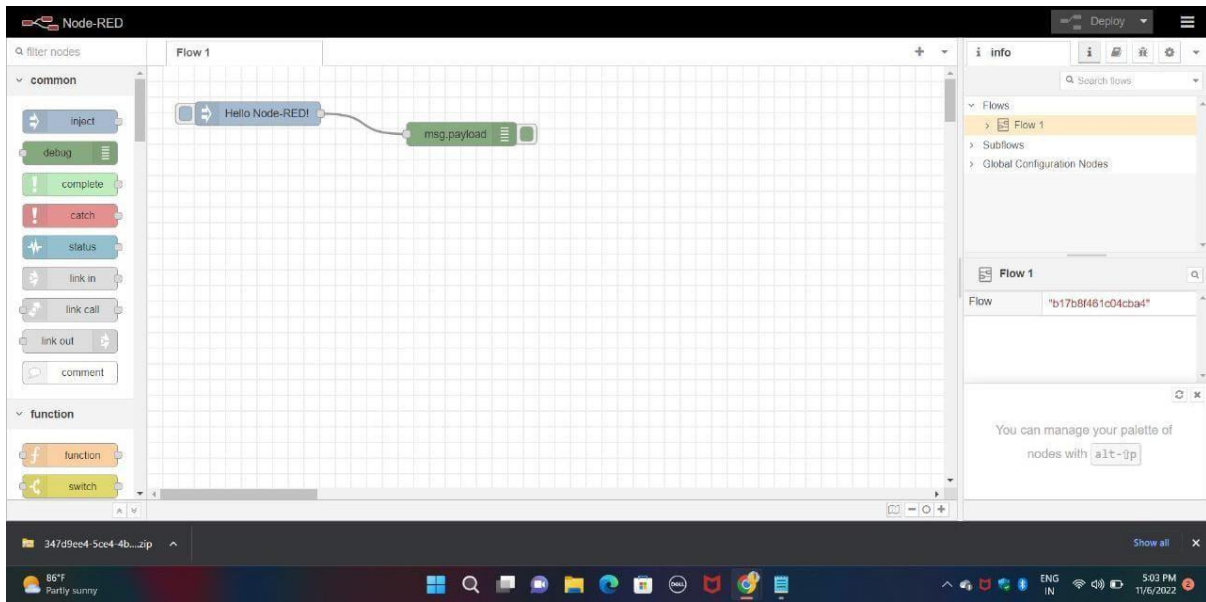 Node-RED
Deploy
filter nodes
Flow 1
info
i
Search flows
common
inject
debug
complete
catch
status
link in
link call
link out
comment
function
function
switch
Hello Node-RED!
msg.payload
Flows
Flow 1
Subflows
Global Configuration Nodes
Flow 1
Flow "b17b8f461c04cba4"
You can manage your palette of
nodes with alt-⇧p
347d9ee4-5ce4-4b....zip
Show all
86°F
Partly sunny
DELL
ENG
IN
5:03 PM
11/6/2022